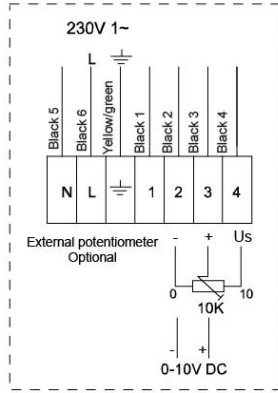 230V 1~
L ⏚
Black 5
Black 6
Yellow/green
Black 1
Black 2
Black 3
Black 4
N L ⏚ 1 2 3 4
External potentiometer - + Us
Optional
0 10
10K
- +
0-10V DC